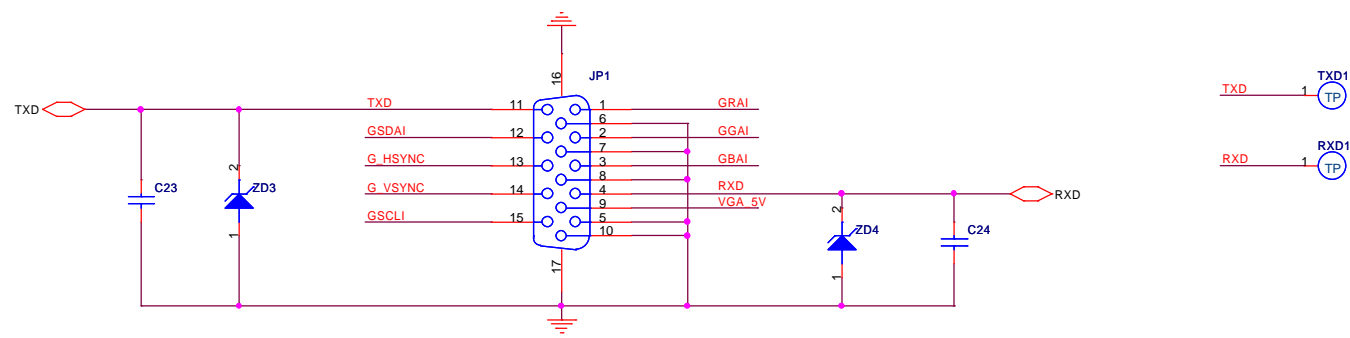 16
JP1
TXD1
TXD TXD 11 1 GRAI TXD 1 TP
6
GSDAI 12 2 GGAI
7 RXD1
G_HSYNC 13 3 GBAI RXD 1 TP
8
2 C23 ZD3 G_VSYNC 14 4 RXD RXD
9 VGA_5V
1 GSCLI 15 5 2 ZD4 C24
10
17 1